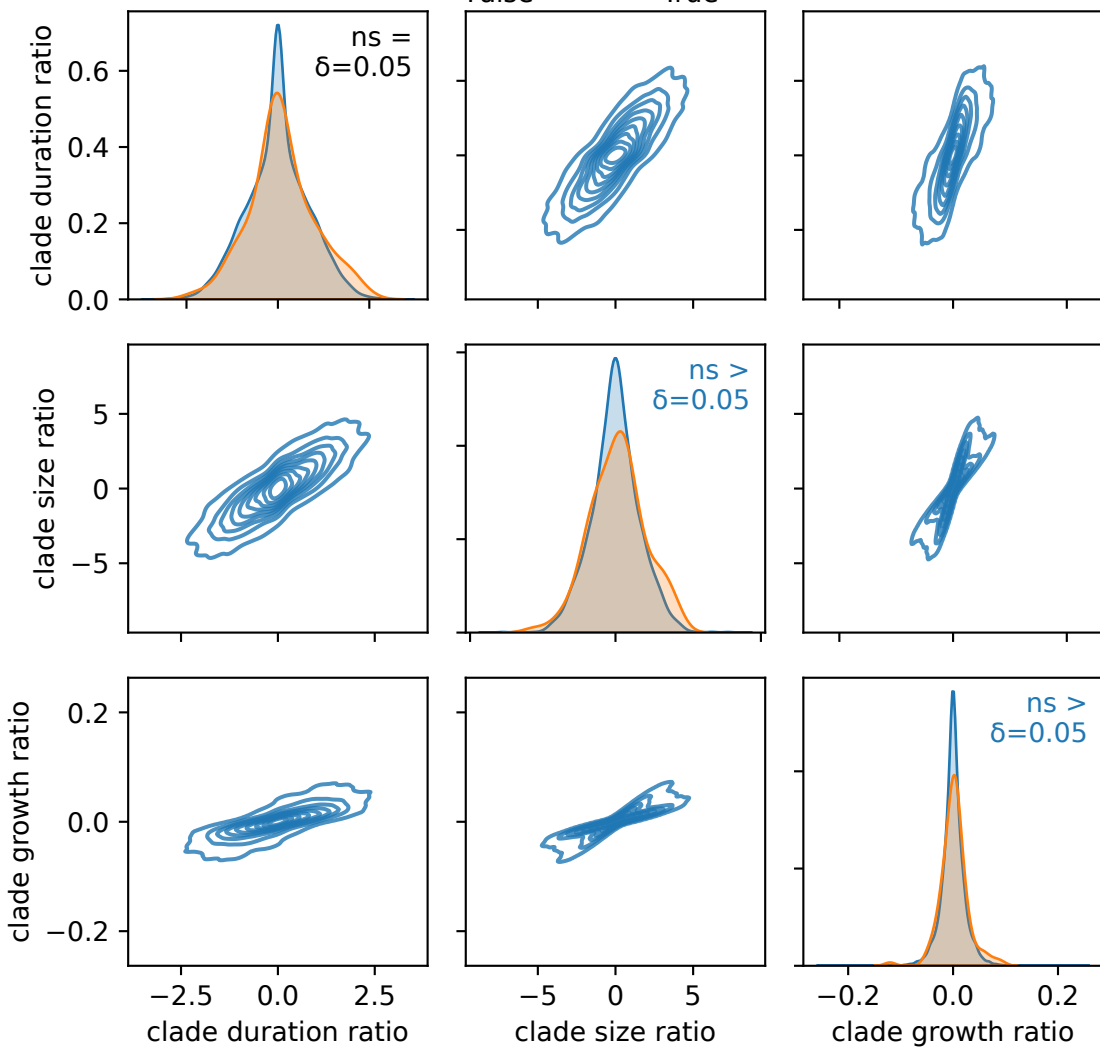 clade duration ratio
0.6
0.4
0.2
0.0
ns =
δ=0.05
clade size ratio
5
0
−5
ns >
δ=0.05
clade growth ratio
0.2
0.0
−0.2
ns >
δ=0.05
−2.5 0.0 2.5
clade duration ratio
−5 0 5
clade size ratio
−0.2 0.0 0.2
clade growth ratio